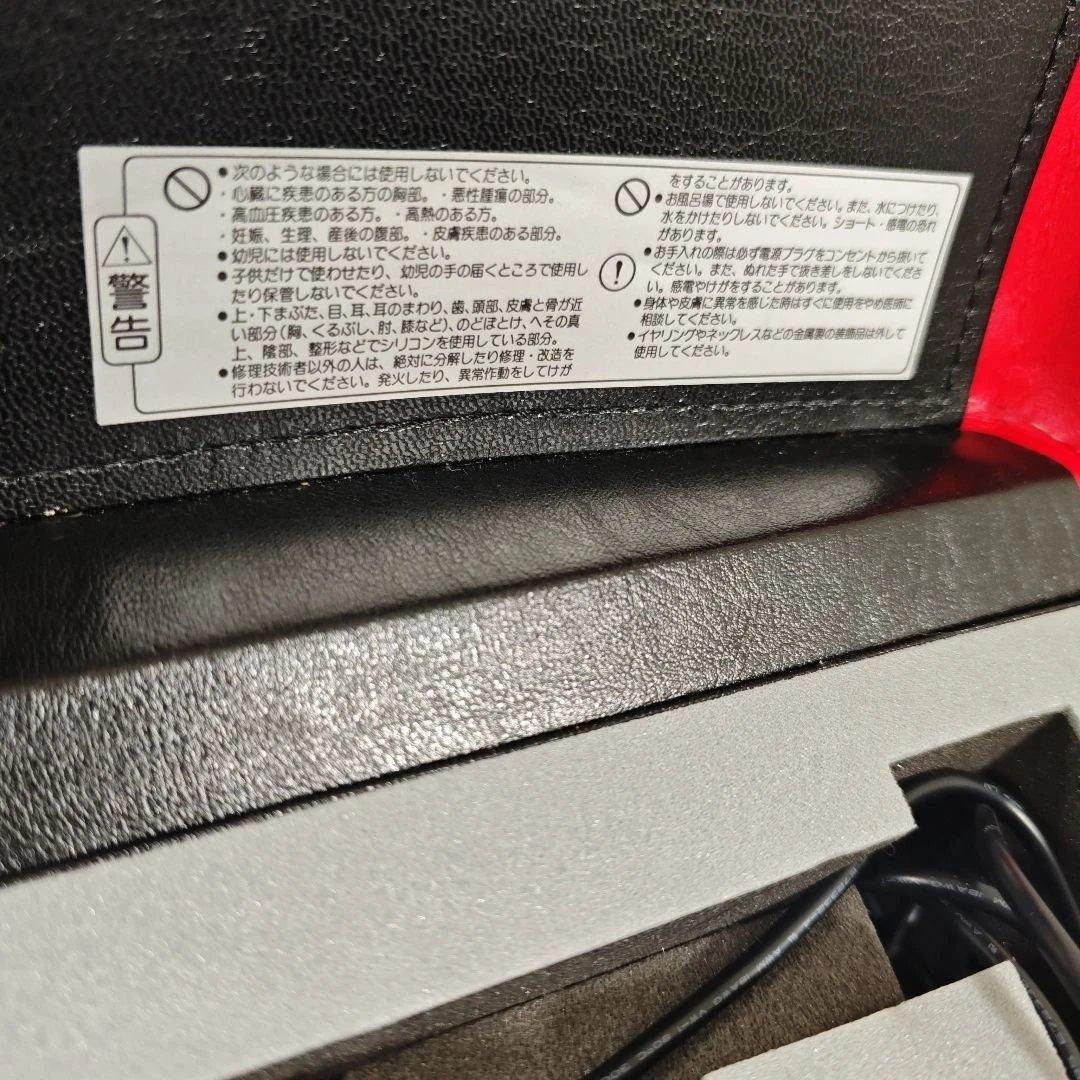 警告
●次のような場合には使用しないでください。
・心臓に疾患のある方の胸部。・悪性腫瘍の部分。
・高血圧疾患のある方。・高熱のある方。
・妊娠、生理、産後の腹部。・皮膚疾患のある部分。
●幼児には使用しないでください。
●子供だけで使わせたり、幼児の手の届くところで使用し
たり保管しないでください。
●上・下まぶた、目、耳、耳のまわり、歯、頭部、皮膚と骨が近
い部分（胸、くるぶし、肘、膝など）、のどぼとけ、へその真
上、陰部、整形などでシリコンを使用している部分。
●修理技術者以外の人は、絶対に分解したり修理・改造を
行わないでください。発火したり、異常作動をしてけが
をすることがあります。
●お風呂場で使用しないでください。また、水につけたり、
水をかけたりしないでください。ショート・感電の恐れ
があります。
●お手入れの際は必ず電源プラグをコンセントから抜いて
ください。また、ぬれた手で抜き差しをしないでくださ
い。感電やけがをすることがあります。
●身体や皮膚に異常を感じた時はすぐに使用をやめ医師に
相談してください。
●イヤリングやネックレスなどの金属製の装飾品は外して
使用してください。